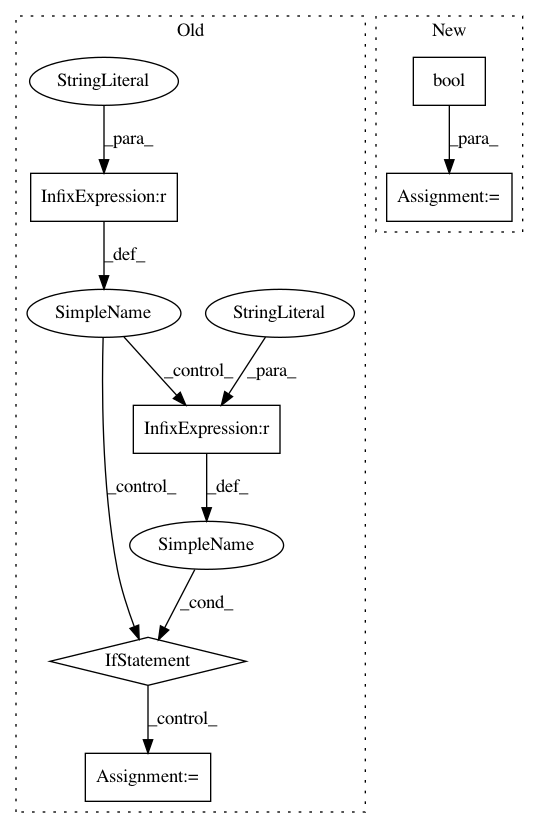 Old
New
StringLiteral
bool
_para_
_para_
InfixExpression:r
Assignment:=
_def_
SimpleName
StringLiteral
_control_
_para_
InfixExpression:r
_control_
_def_
SimpleName
_cond_
IfStatement
_control_
Assignment:=